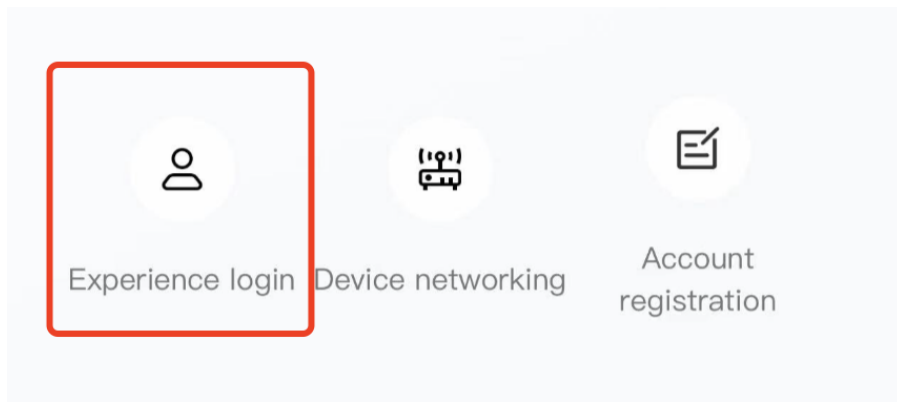 Experience login
Device networking
Account
registration